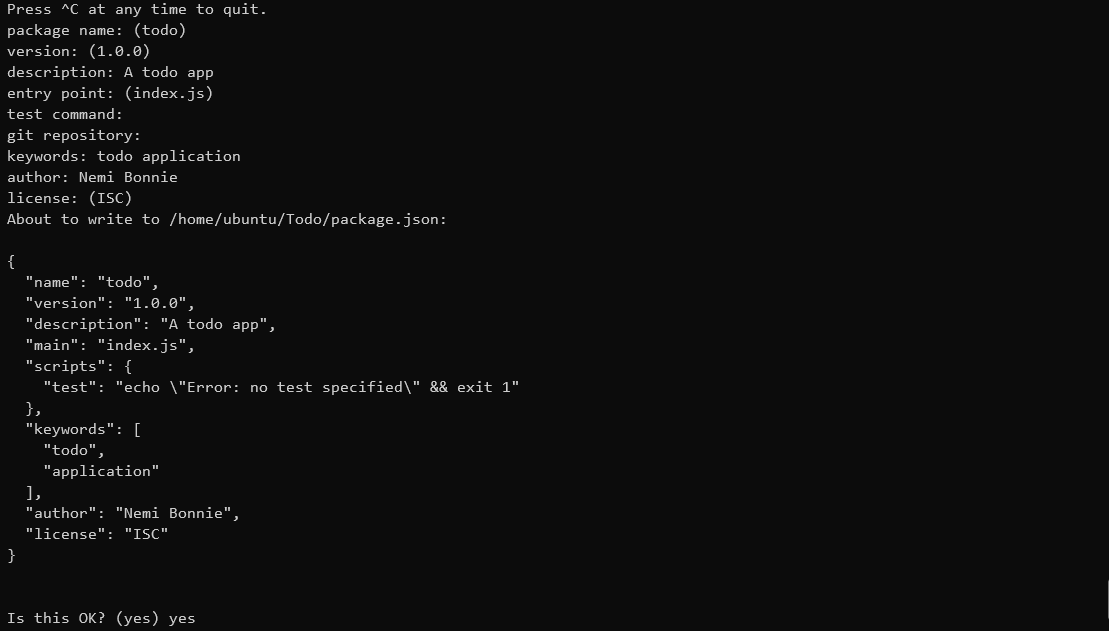 Press ^C at any time to quit.
package name: (todo)
version: (1.0.0)
description: A todo app
entry point: (index.js)
test command:
git repository:
keywords: todo application
author: Nemi Bonnie
license: (ISC)
About to write to /home/ubuntu/Todo/package.json:

{
  "name": "todo",
  "version": "1.0.0",
  "description": "A todo app",
  "main": "index.js",
  "scripts": {
    "test": "echo \"Error: no test specified\" && exit 1"
  },
  "keywords": [
    "todo",
    "application"
  ],
  "author": "Nemi Bonnie",
  "license": "ISC"
}

Is this OK? (yes) yes